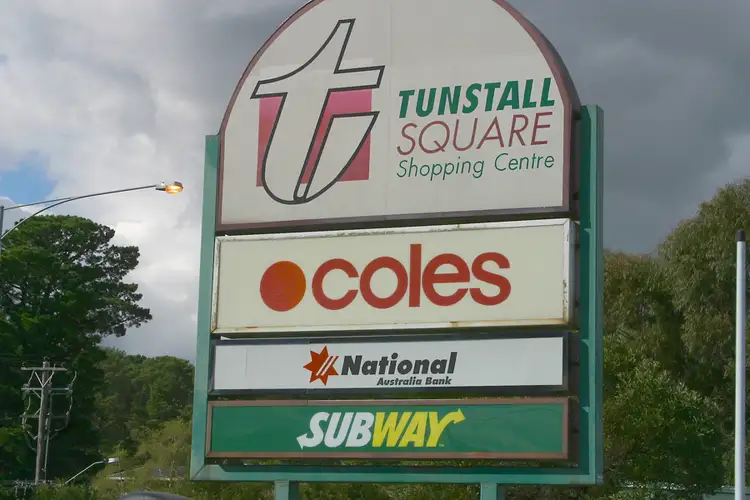 t
TUNSTALL
SQUARE
Shopping Centre
coles
National
Australia Bank
SUBWAY